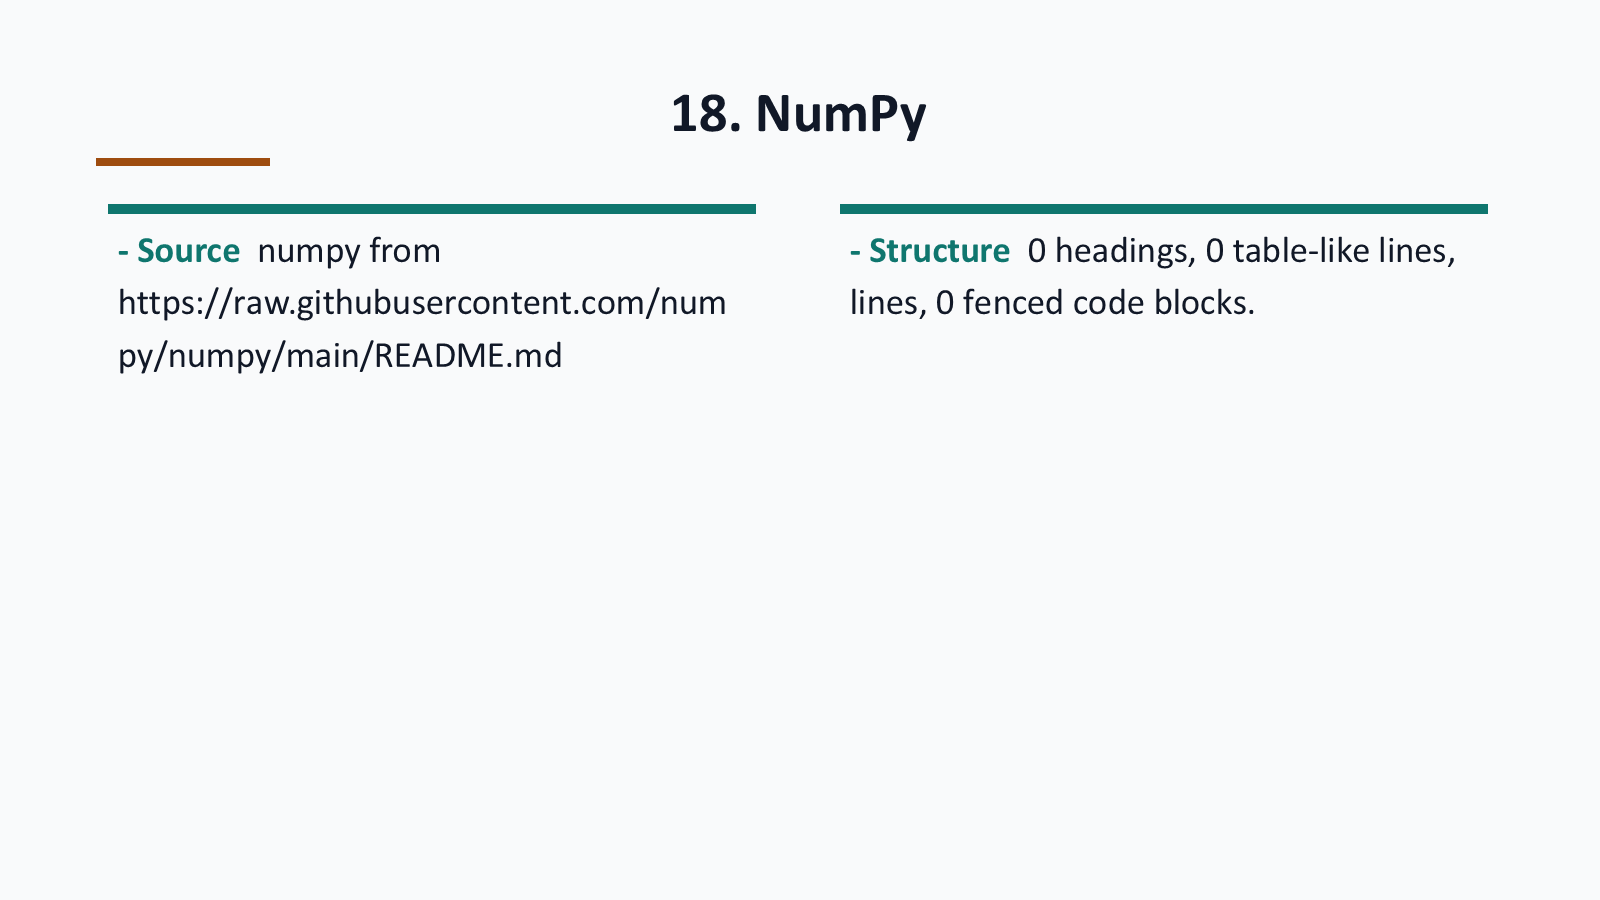 18. NumPy
- Source  numpy from
https://raw.githubusercontent.com/num
py/numpy/main/README.md
- Structure  0 headings, 0 table-like lines,
lines, 0 fenced code blocks.